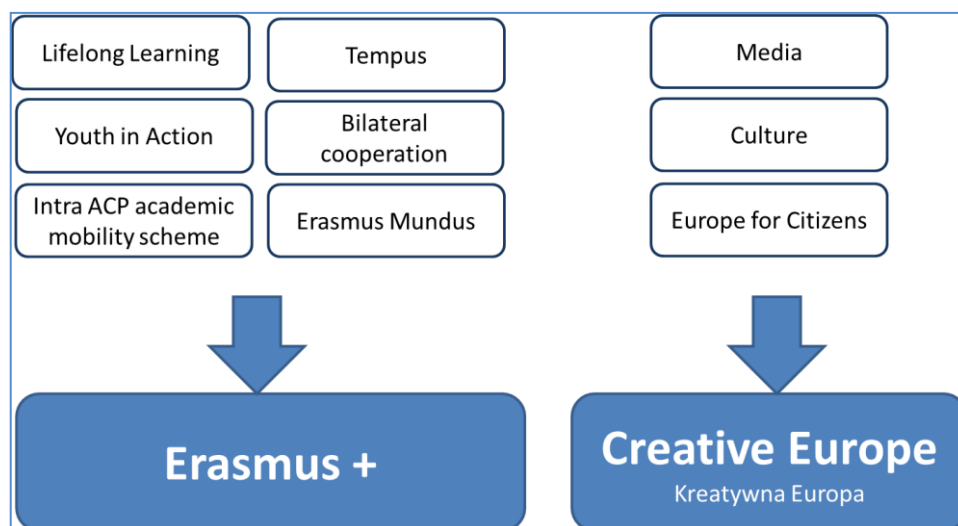 Lifelong Learning
Tempus
Media
Youth in Action
Bilateral
cooperation
Culture
Intra ACP academic
mobility scheme
Erasmus Mundus
Europe for Citizens
Erasmus +
Creative Europe
Kreatywna Europa